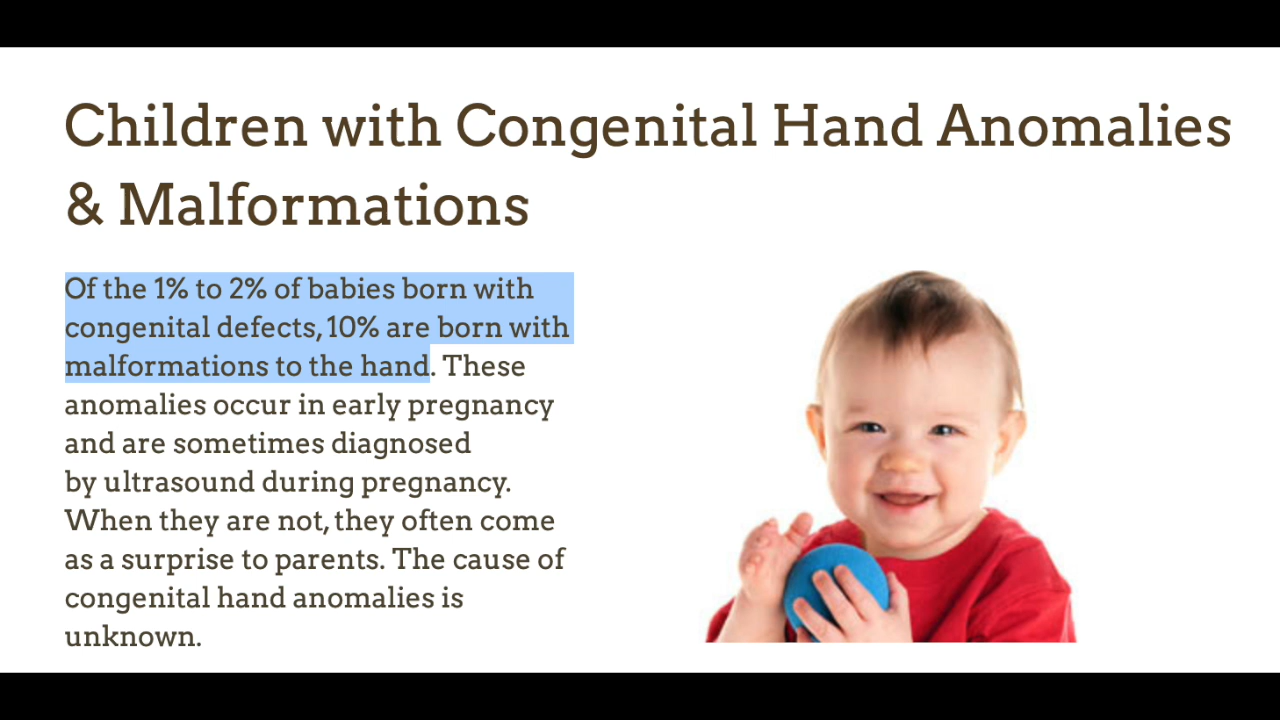 Children with Congenital Hand Anomalies
& Malformations
Of the 1% to 2% of babies born with
congenital defects, 10% are born with
malformations to the hand. These
anomalies occur in early pregnancy
and are sometimes diagnosed
by ultrasound during pregnancy.
When they are not, they often come
as a surprise to parents. The cause of
congenital hand anomalies is
unknown.